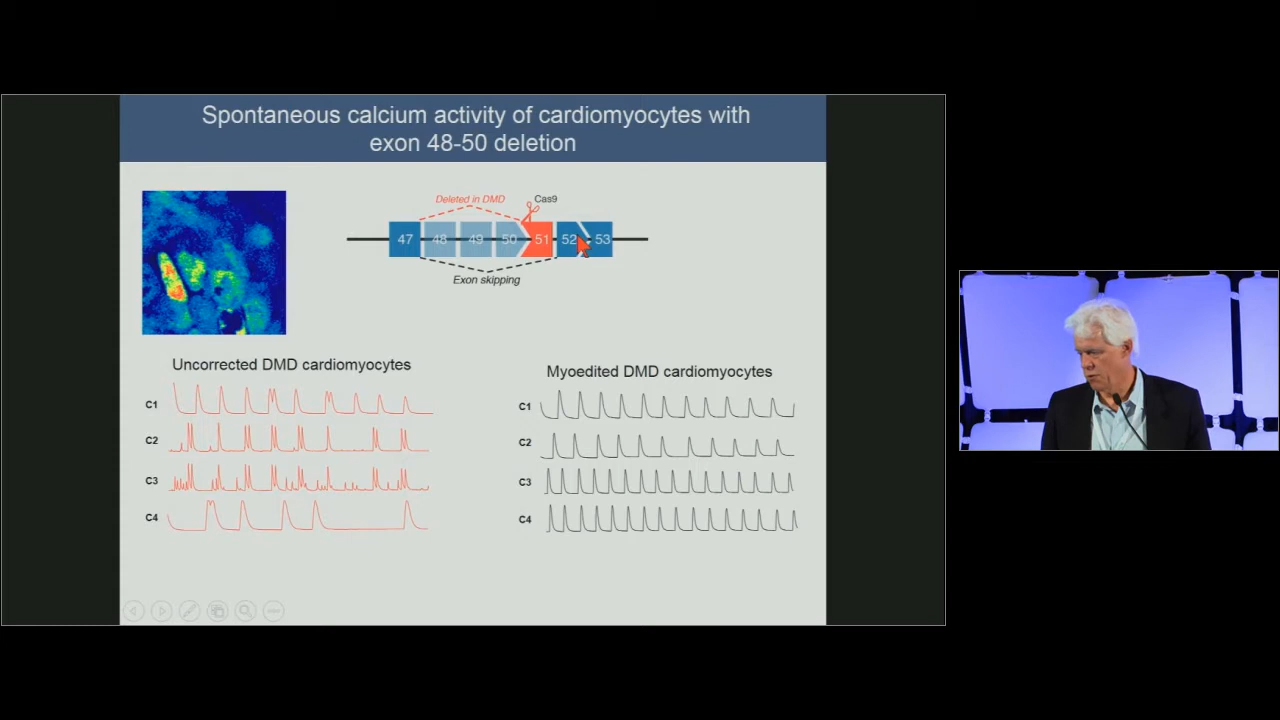 Spontaneous calcium activity of cardiomyocytes with
exon 48-50 deletion
Deleted in DMD
Cas9
47 48 49 50 51 52 53
Exon skipping
Uncorrected DMD cardiomyocytes
C1
C2
C3
C4
Myoedited DMD cardiomyocytes
C1
C2
C3
C4